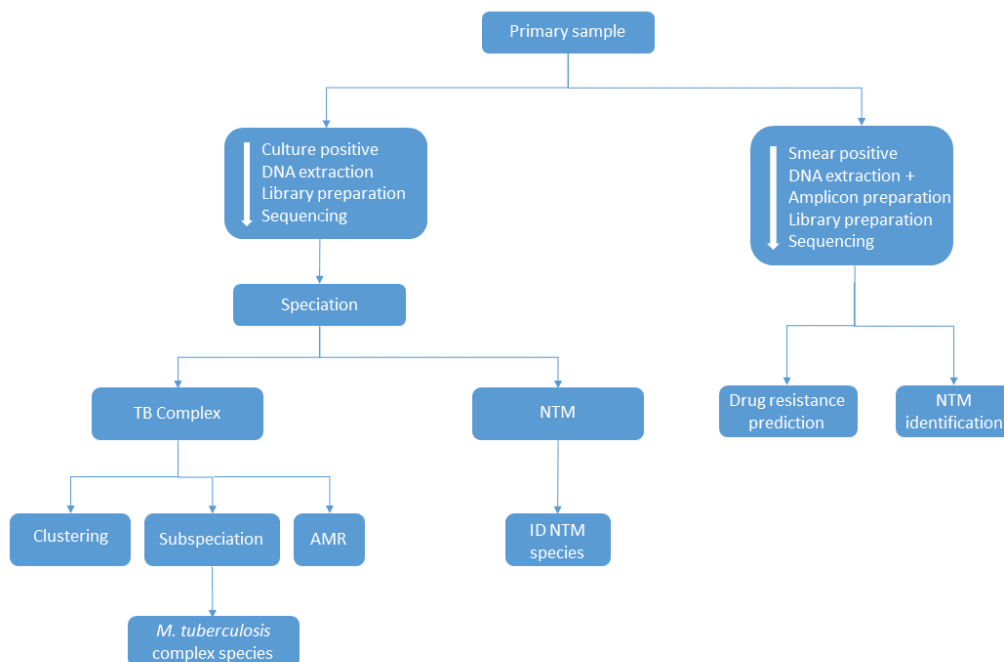 Primary sample
Culture positive
DNA extraction
Library preparation
Sequencing
Smear positive
DNA extraction +
Amplicon preparation
Library preparation
Sequencing
Speciation
TB Complex
NTM
Drug resistance
prediction
NTM
identification
Clustering
Subspeciation
AMR
ID NTM
species
M. tuberculosis
complex species